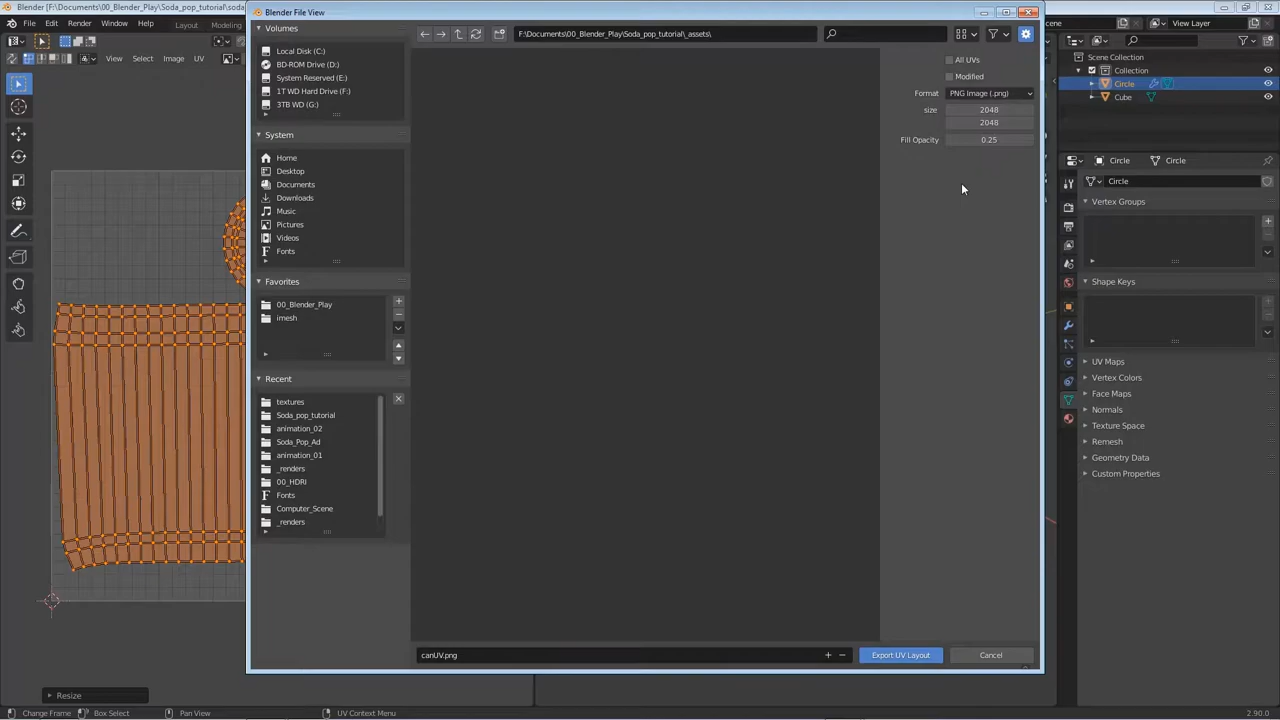 Blender [F:\Documents\00_Blender_Play\Soda_pop_tutorial\soda
Blender File View
File
Edit
Render
Window
Help
Layout
Modeling
View Layer
View
Select
Image
UV
Volumes
Local Disk (C:)
BD-ROM Drive (D:)
System Reserved (E:)
1T WD Hard Drive (F:)
3TB WD (G:)
System
Home
Desktop
Documents
Downloads
Music
Pictures
Videos
Fonts
Favorites
00_Blender_Play
imesh
Recent
textures
Soda_pop_tutorial
animation_02
Soda_Pop_Ad
animation_01
_renders
00_HDRI
Fonts
Computer_Scene
_renders
F:\Documents\00_Blender_Play\Soda_pop_tutorial\_assets\
All UVs
Modified
Format
PNG Image (.png)
size
2048
2048
Fill Opacity
0.25
canUV.png
Export UV Layout
Cancel
Scene Collection
Collection
Circle
Cube
Circle
Circle
Circle
Vertex Groups
Shape Keys
UV Maps
Vertex Colors
Face Maps
Normals
Texture Space
Remesh
Geometry Data
Custom Properties
Resize
Change Frame
Box Select
Pan View
UV Context Menu
2.90.0